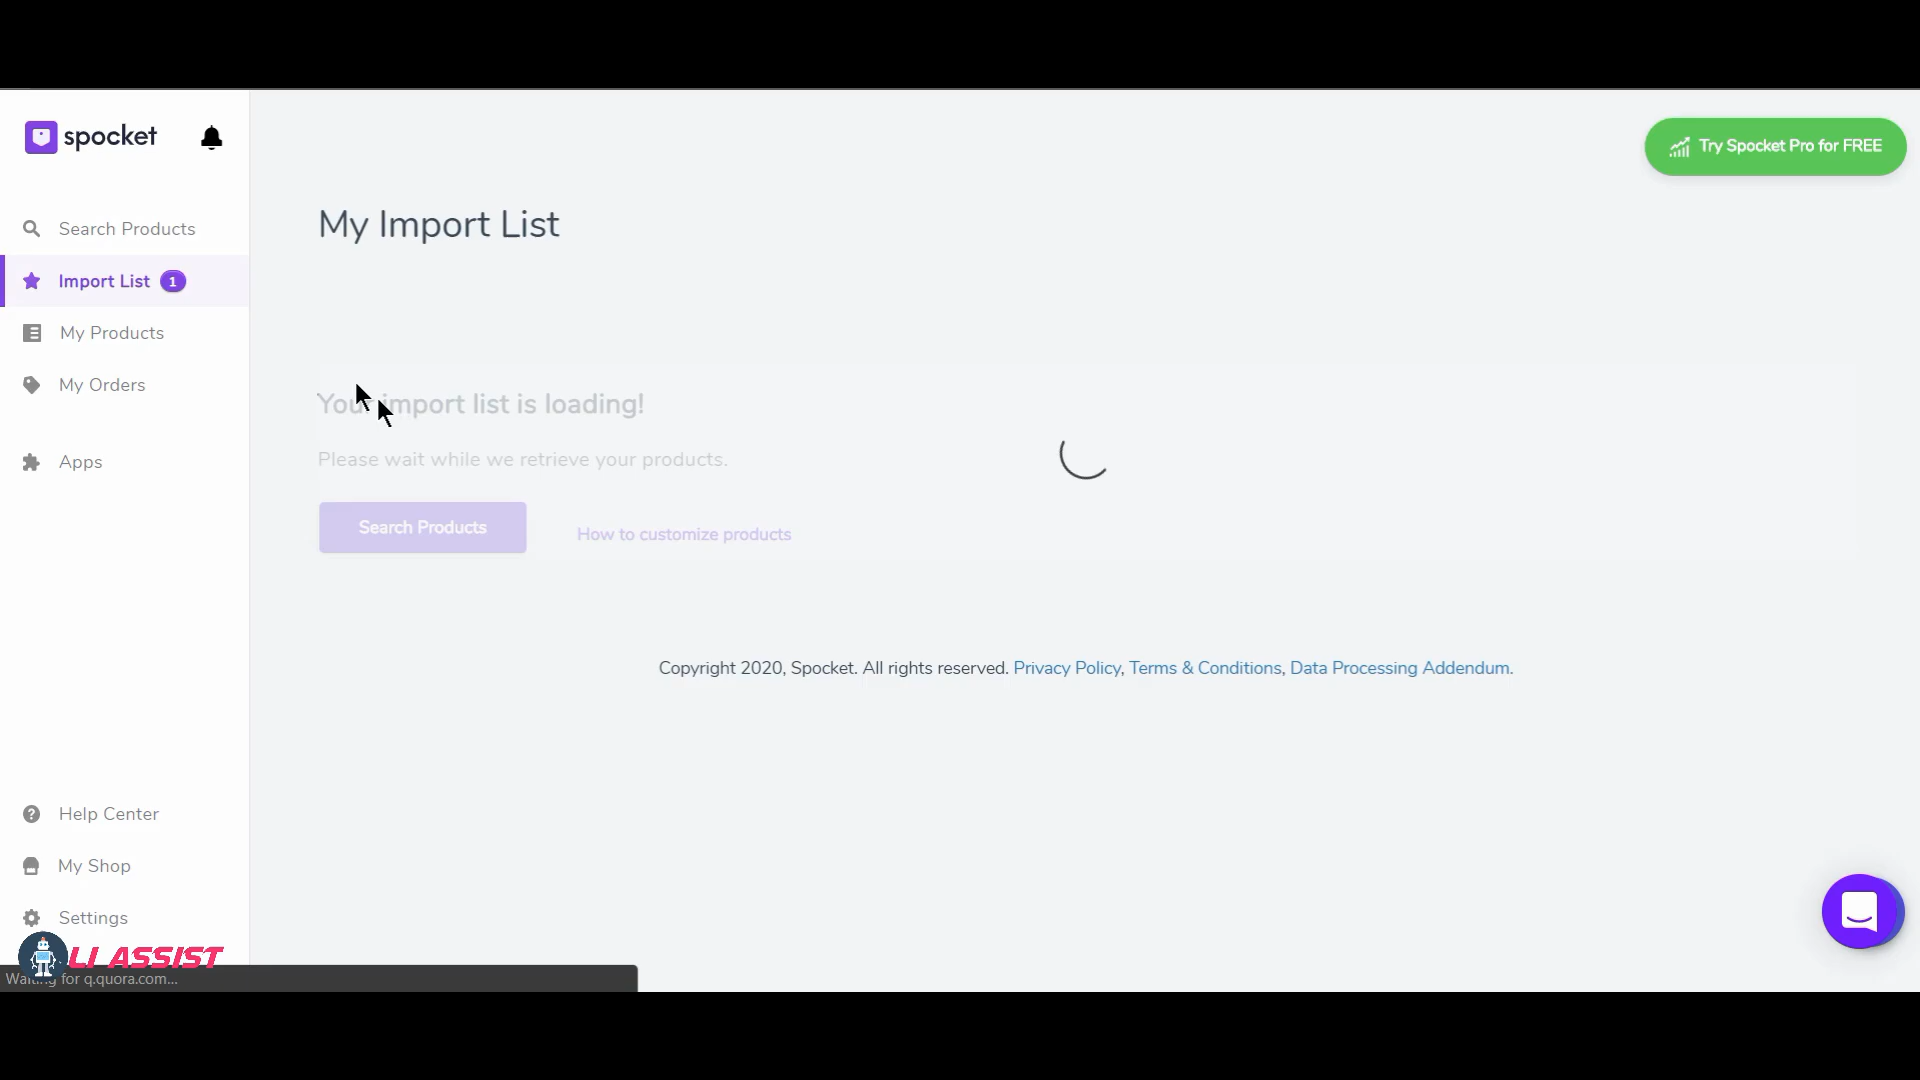 spocket
Try Spocket Pro for FREE
Search Products
My Import List
Import List 1
My Products
My Orders
Your import list is loading!
Apps
Please wait while we retrieve your products.
Search Products
How to customize products
Copyright 2020, Spocket. All rights reserved. Privacy Policy, Terms & Conditions, Data Processing Addendum.
Help Center
My Shop
Settings
LI ASSIST
Waiting for q.quora.com...